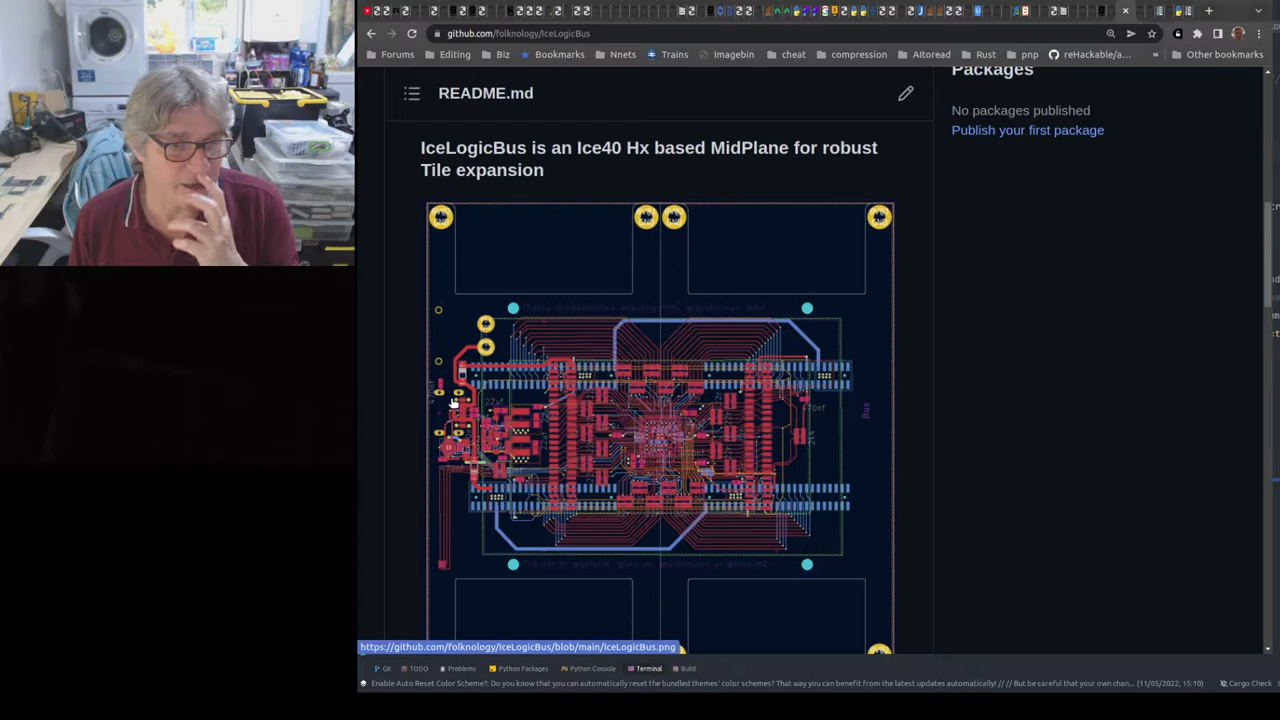 github.com/folknology/IceLogicBus
Forums
Editing
Biz
Bookmarks
Nnets
Trains
Imagebin
cheat
compression
Aitoread
Rust
pnp
reHackable/a...
»
Other bookmarks
README.md
Packages
No packages published
Publish your first package
IceLogicBus is an Ice40 Hx based MidPlane for robust
Tile expansion
22uf
470nf
Bus
https://github.com/folknology/IceLogicBus/blob/main/IceLogicBus.png
Git
TODO
Problems
Python Packages
Python Console
Terminal
Build
Enable Auto Reset Color Scheme?: Do you know that you can automatically reset the bundled themes' color schemes? That way you can benefit from the latest updates automatically! // // But be careful that your own chan... (11/05/2022, 15:10)
Cargo Check